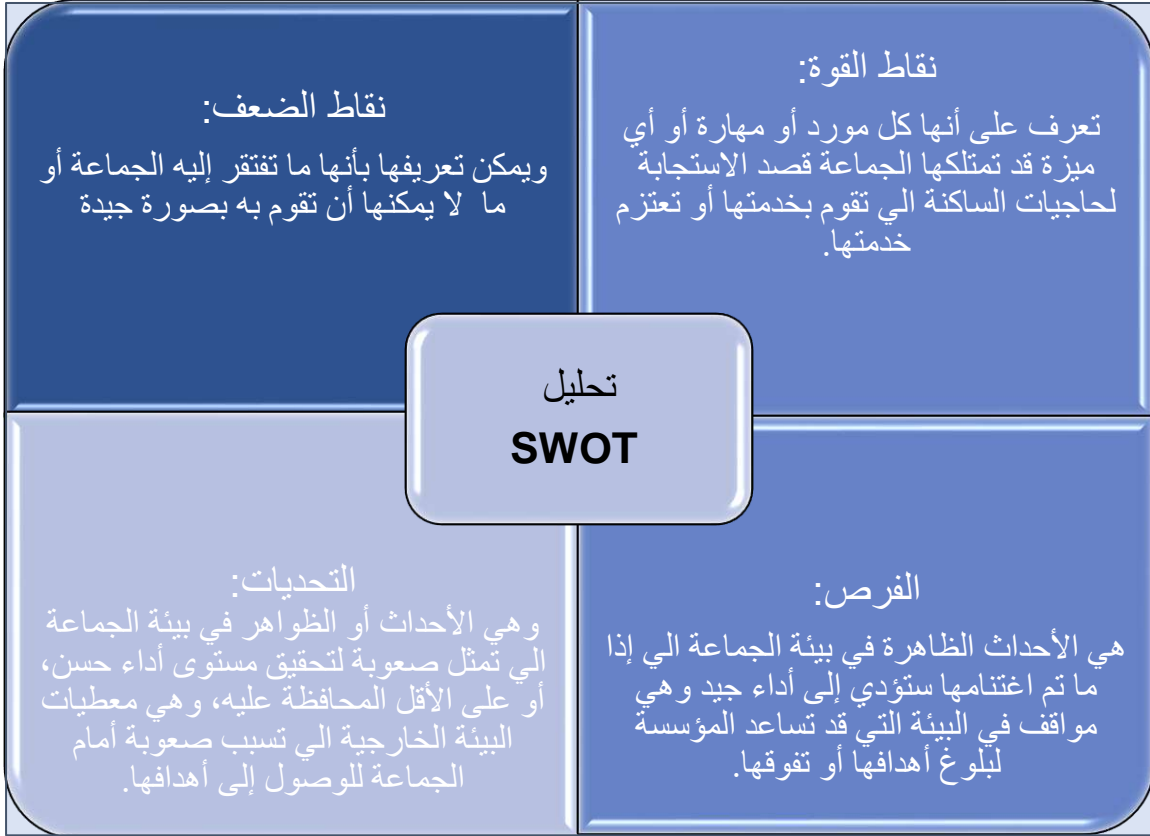 نقاط القوة:
تعرف على أنها كل مورد أو مهارة أو أي
ميزة قد تمتلكها الجماعة قصد الاستجابة
لحاجيات الساكنة الي تقوم بخدمتها أو تعتزم
خدمتها.
نقاط الضعف:
ويمكن تعريفها بأنها ما تفتقر إليه الجماعة أو
ما لا يمكنها أن تقوم به بصورة جيدة
تحليل
SWOT
الفرص:
هي الأحداث الظاهرة في بيئة الجماعة الي إذا
ما تم اغتنامها ستؤدي إلى أداء جيد وهي
مواقف في البيئة التي قد تساعد المؤسسة
لبلوغ أهدافها أو تفوقها.
التحديات:
وهي الأحداث أو الظواهر في بيئة الجماعة
الي تمثل صعوبة لتحقيق مستوى أداء حسن،
أو على الأقل المحافظة عليه، وهي معطيات
البيئة الخارجية الي تسبب صعوبة أمام
الجماعة للوصول إلى أهدافها.